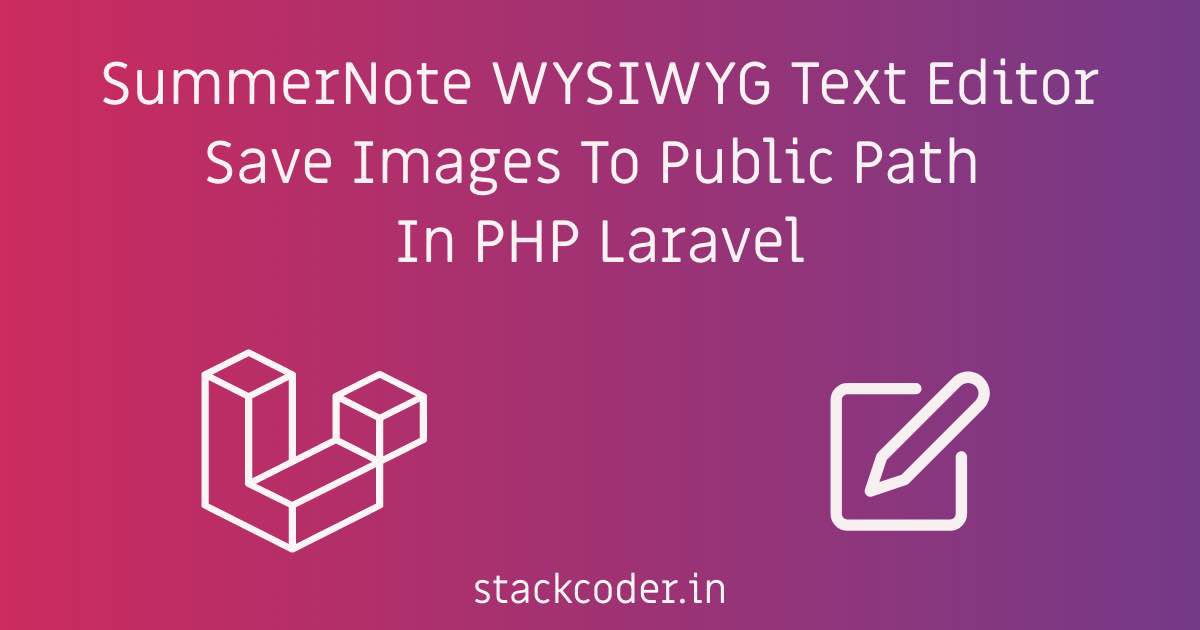 SummerNote WYSIWYG Text Editor
Save Images To Public Path
In PHP Laravel
stackcoder.in